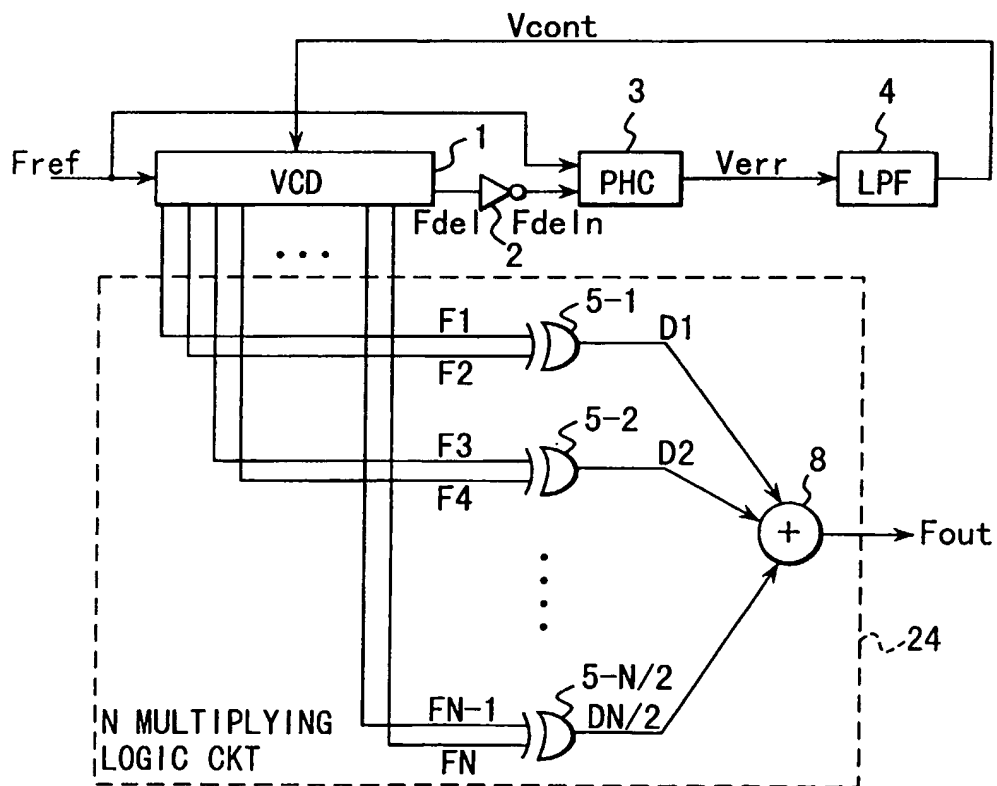 Vcont
Fref
VCD
1
3
PHC
Verr
4
LPF
Fdel
2
Fdeln
...
F1
F2
5-1
D1
F3
F4
5-2
D2
8
+
Fout
24
FN-1
FN
5-N/2
DN/2
N MULTIPLYING
LOGIC CKT